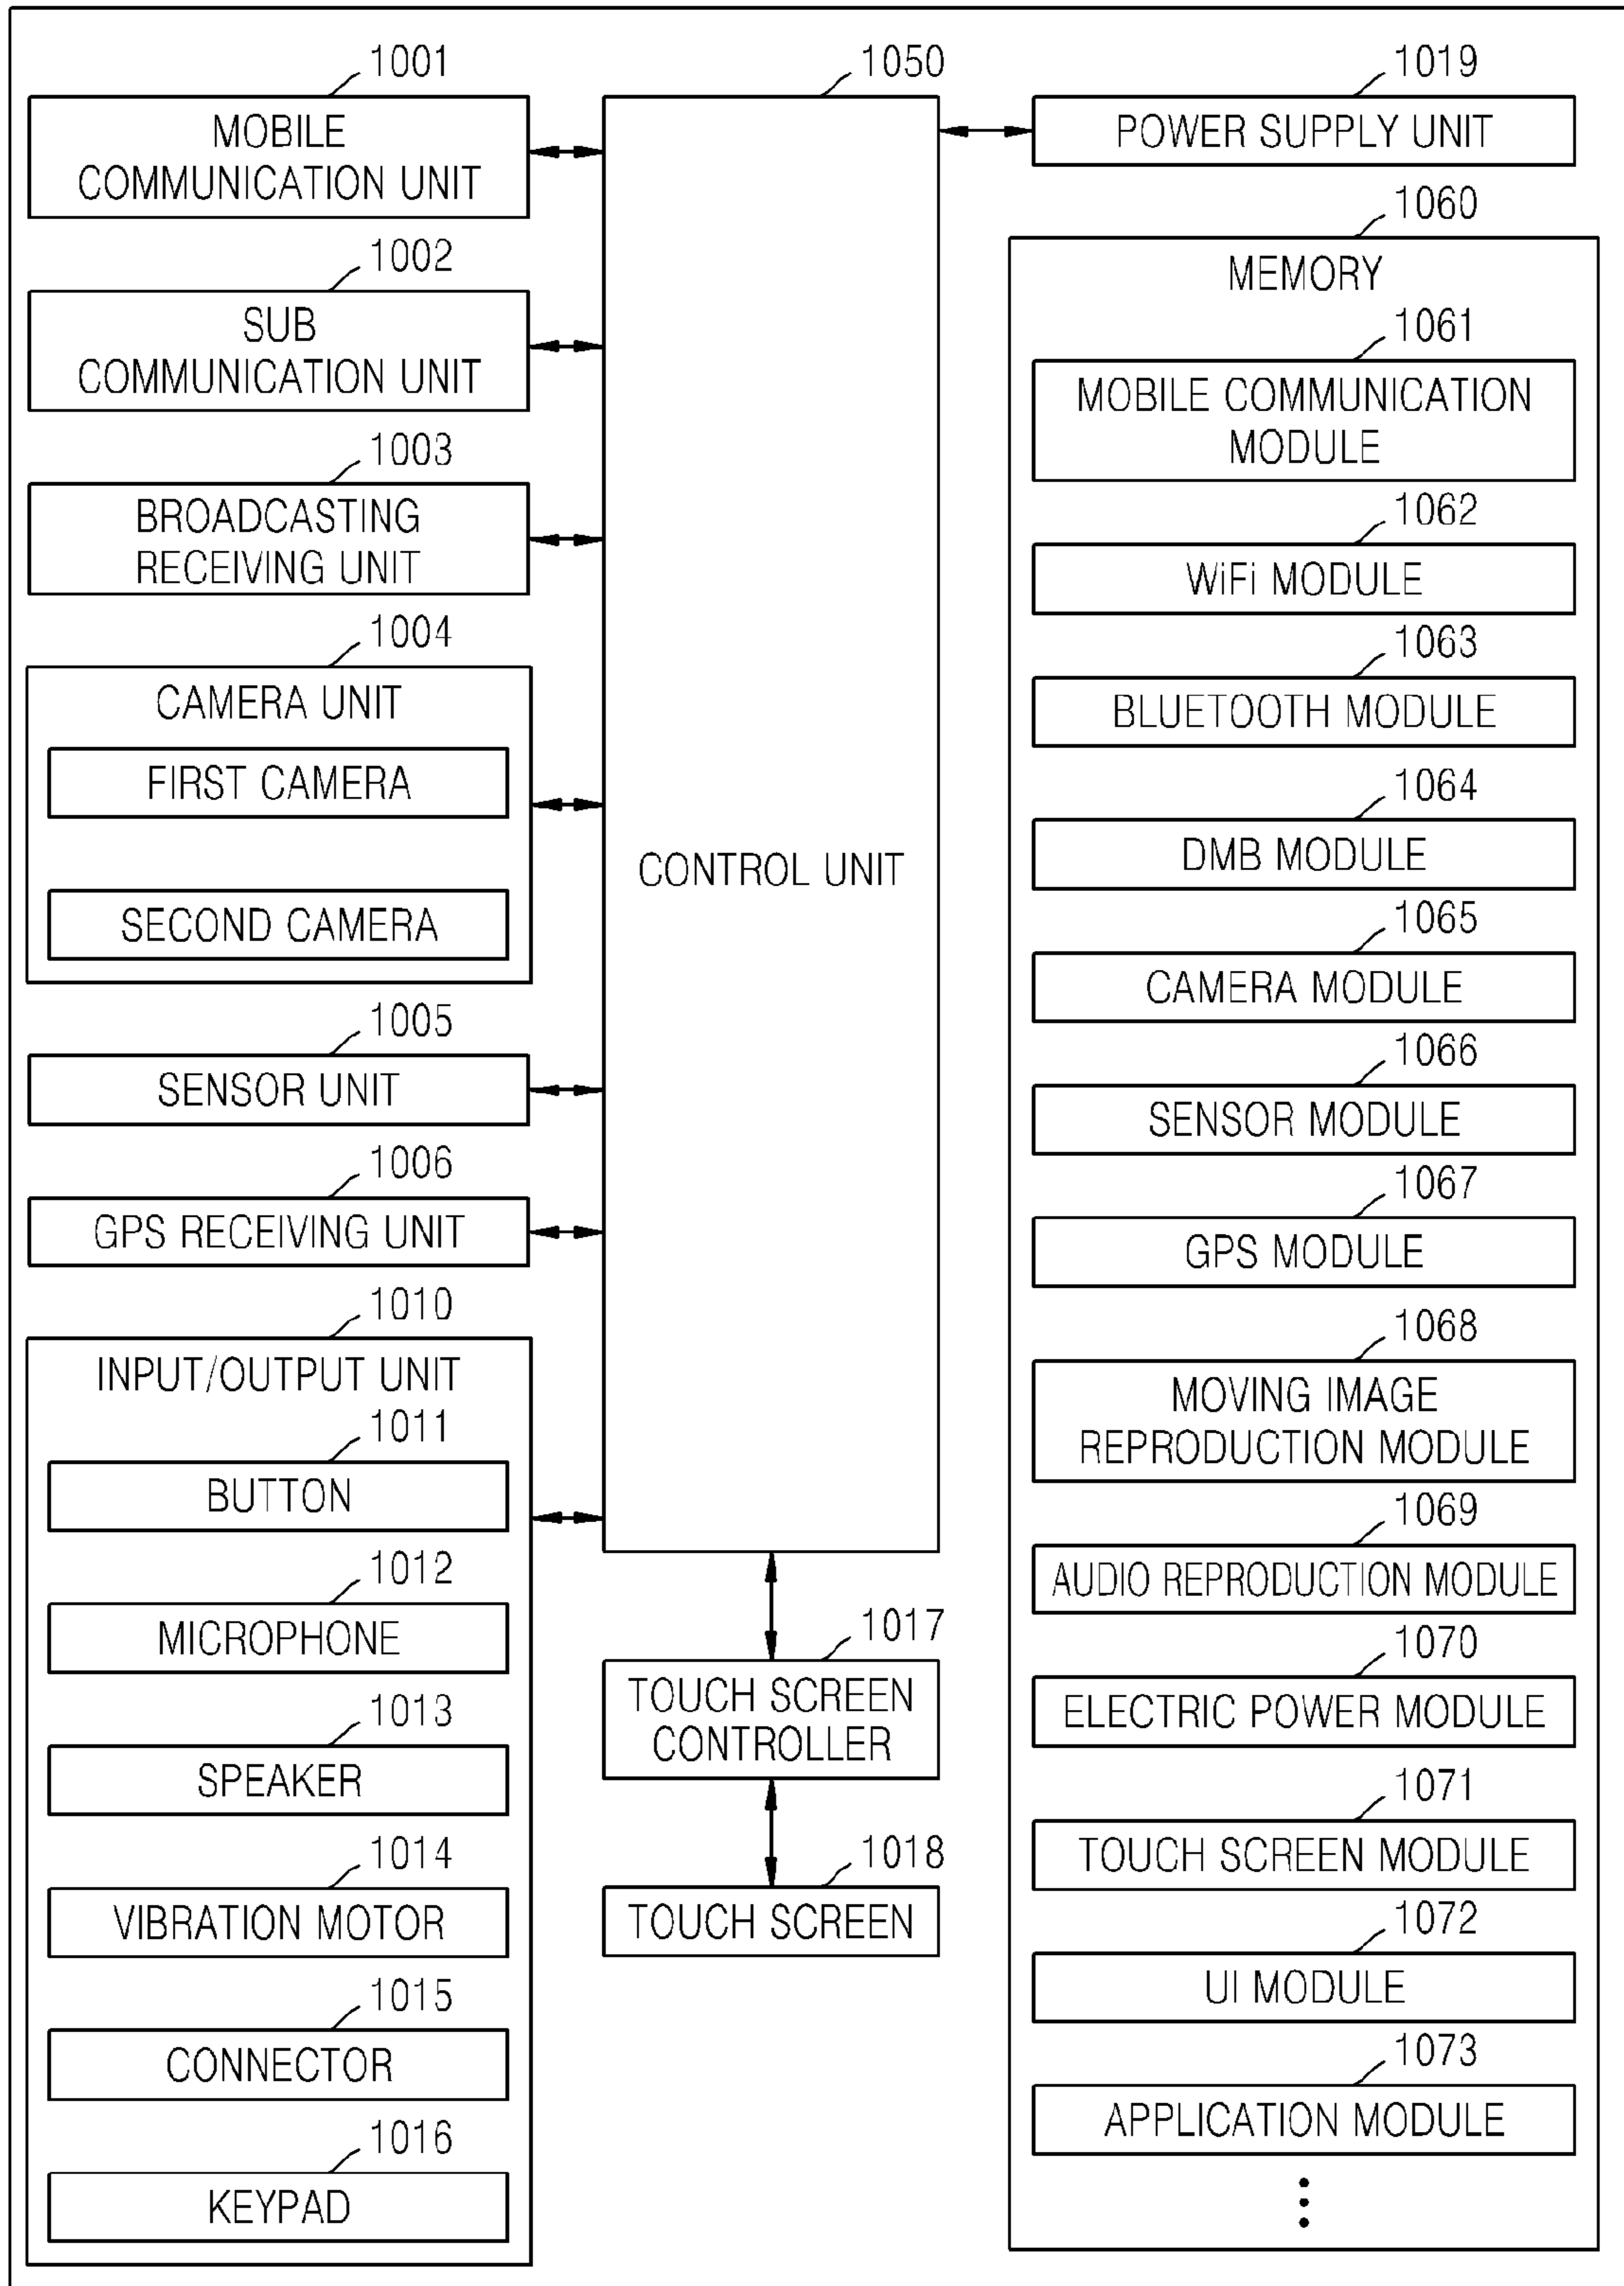 1001
MOBILE
COMMUNICATION UNIT
1002
SUB
COMMUNICATION UNIT
1003
BROADCASTING
RECEIVING UNIT
1004
CAMERA UNIT
FIRST CAMERA
SECOND CAMERA
1005
SENSOR UNIT
1006
GPS RECEIVING UNIT
1010
INPUT/OUTPUT UNIT
1011
BUTTON
1012
MICROPHONE
1013
SPEAKER
1014
VIBRATION MOTOR
1015
CONNECTOR
1016
KEYPAD
1050
CONTROL UNIT
1017
TOUCH SCREEN
CONTROLLER
1018
TOUCH SCREEN
1019
POWER SUPPLY UNIT
1060
MEMORY
1061
MOBILE COMMUNICATION
MODULE
1062
WiFi MODULE
1063
BLUETOOTH MODULE
1064
DMB MODULE
1065
CAMERA MODULE
1066
SENSOR MODULE
1067
GPS MODULE
1068
MOVING IMAGE
REPRODUCTION MODULE
1069
AUDIO REPRODUCTION MODULE
1070
ELECTRIC POWER MODULE
1071
TOUCH SCREEN MODULE
1072
UI MODULE
1073
APPLICATION MODULE